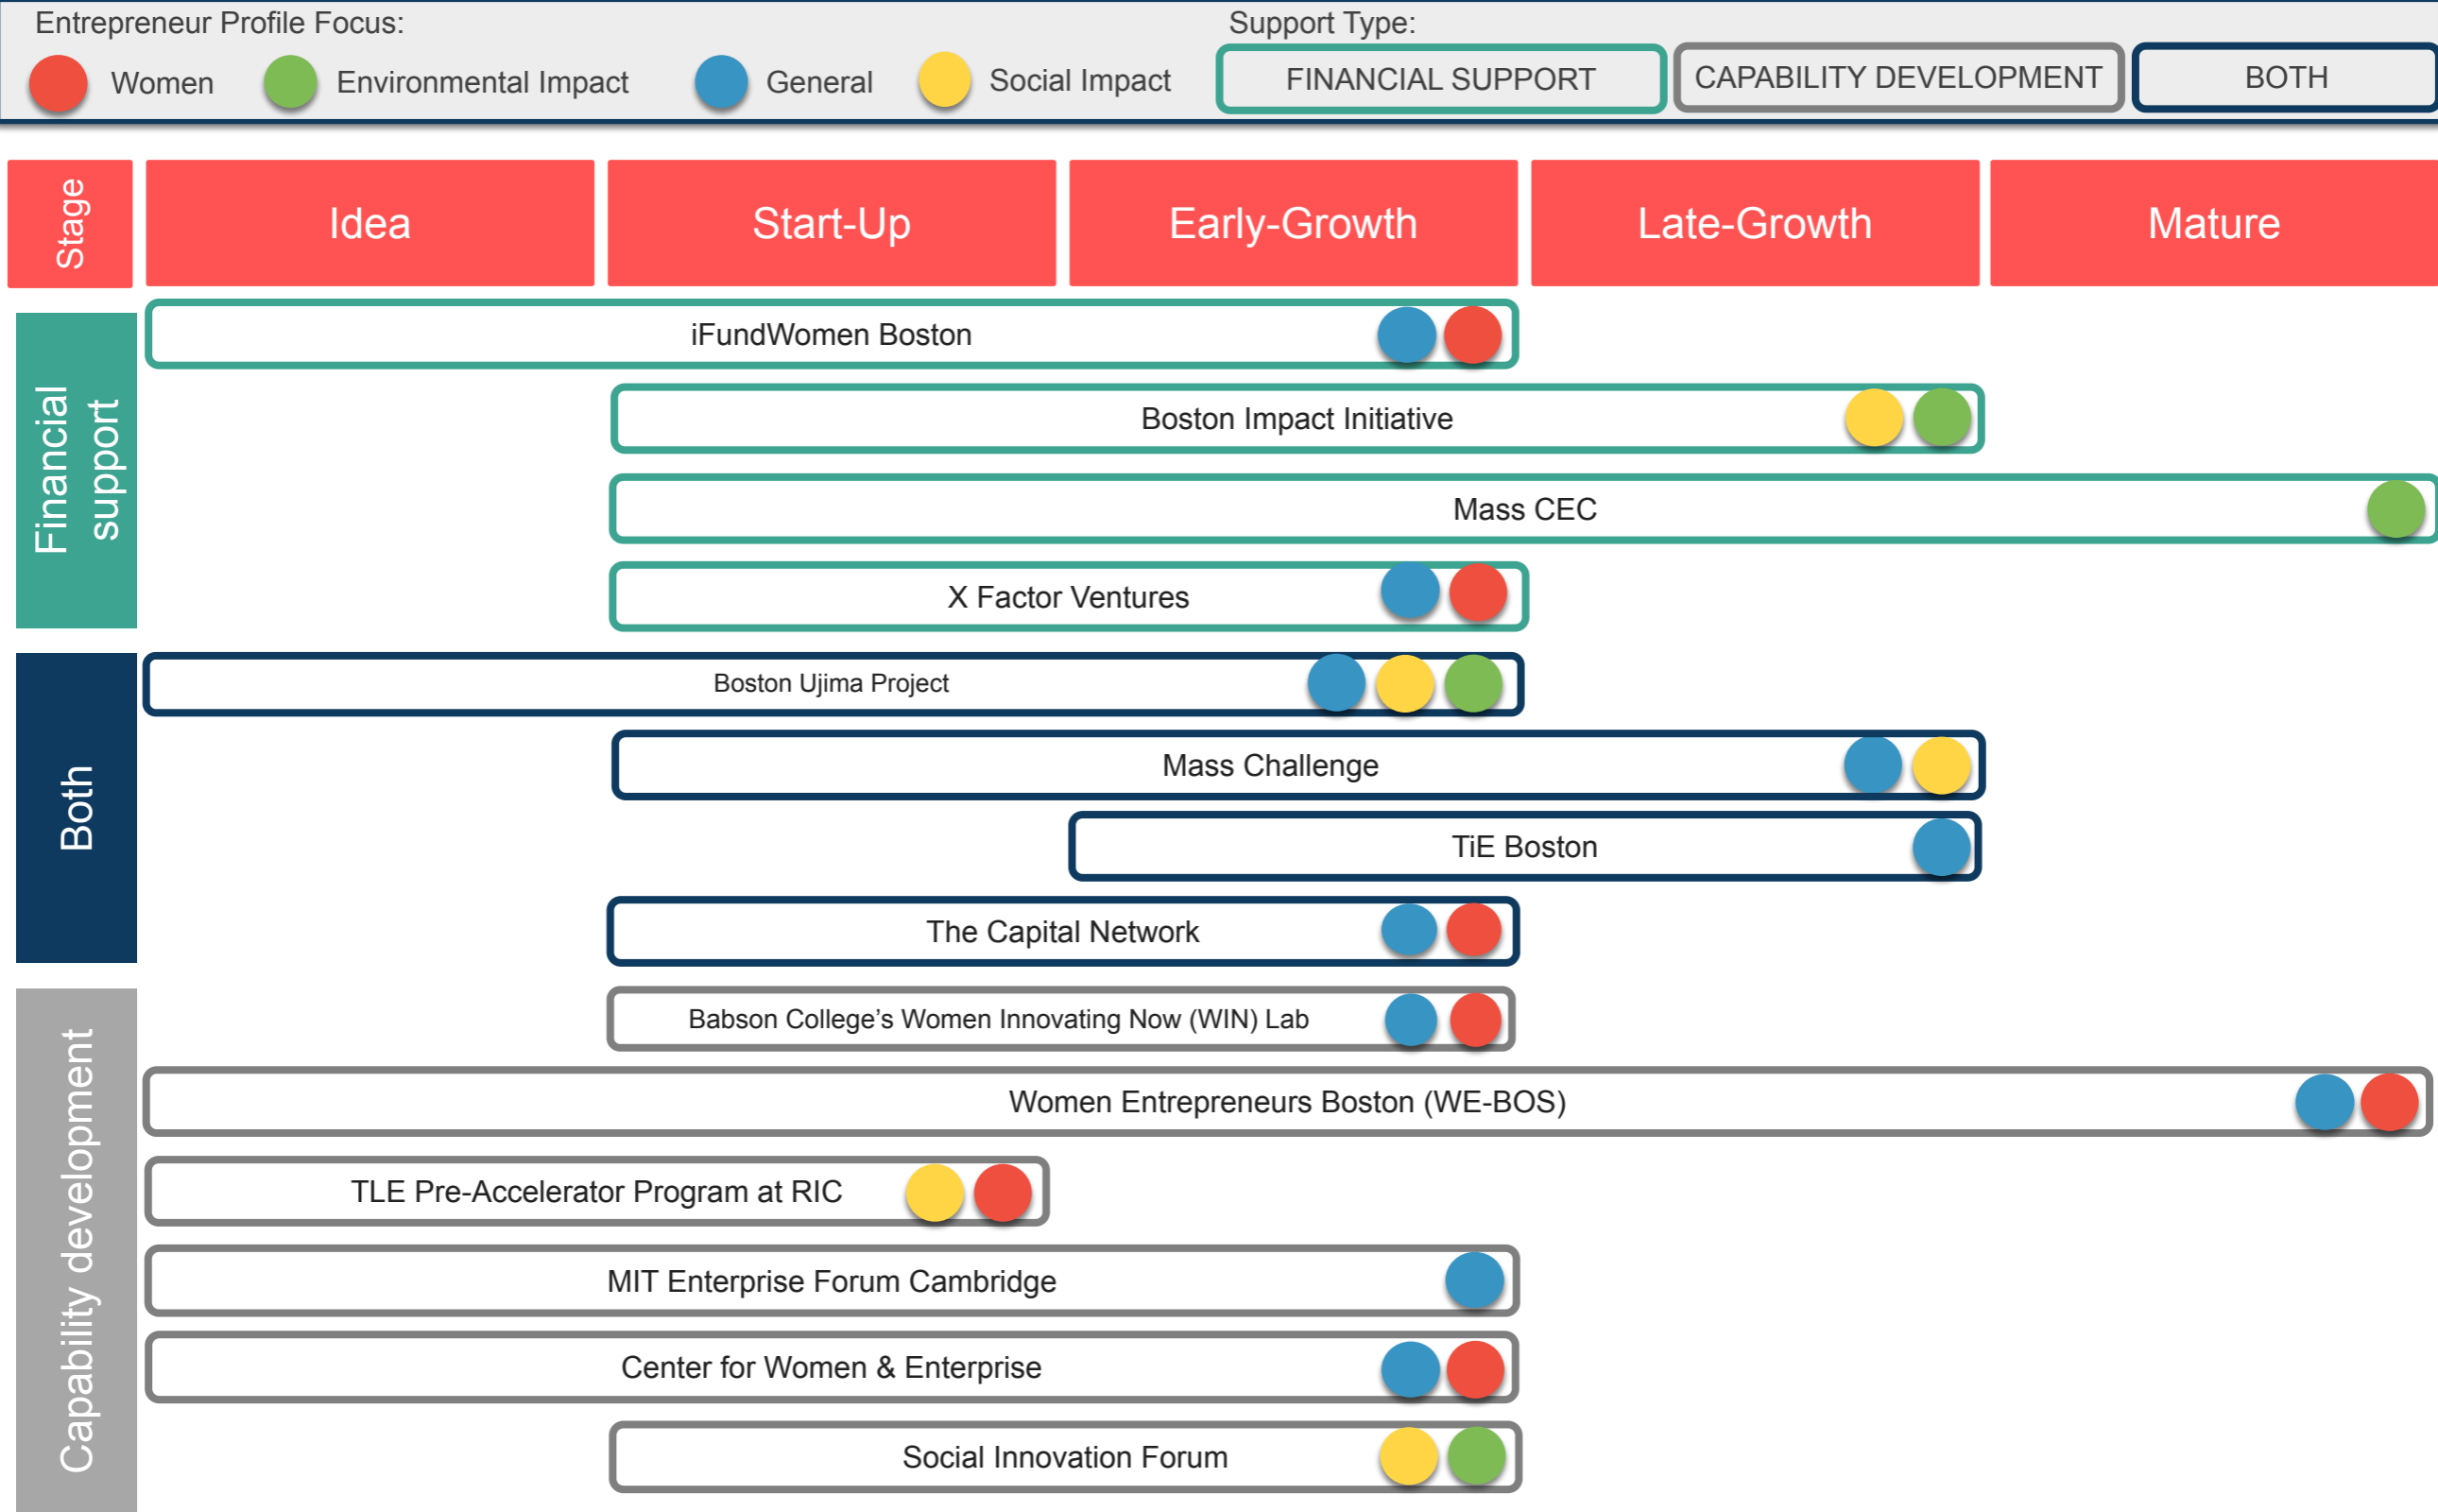 Entrepreneur Profile Focus:
Support Type:
Women
Environmental Impact
General
Social Impact
FINANCIAL SUPPORT
CAPABILITY DEVELOPMENT
BOTH
Stage
Idea
Start-Up
Early-Growth
Late-Growth
Mature
Financial
support
iFundWomen Boston
Boston Impact Initiative
Mass CEC
X Factor Ventures
Both
Boston Ujima Project
Mass Challenge
TiE Boston
The Capital Network
Capability development
Babson College’s Women Innovating Now (WIN) Lab
Women Entrepreneurs Boston (WE-BOS)
TLE Pre-Accelerator Program at RIC
MIT Enterprise Forum Cambridge
Center for Women & Enterprise
Social Innovation Forum